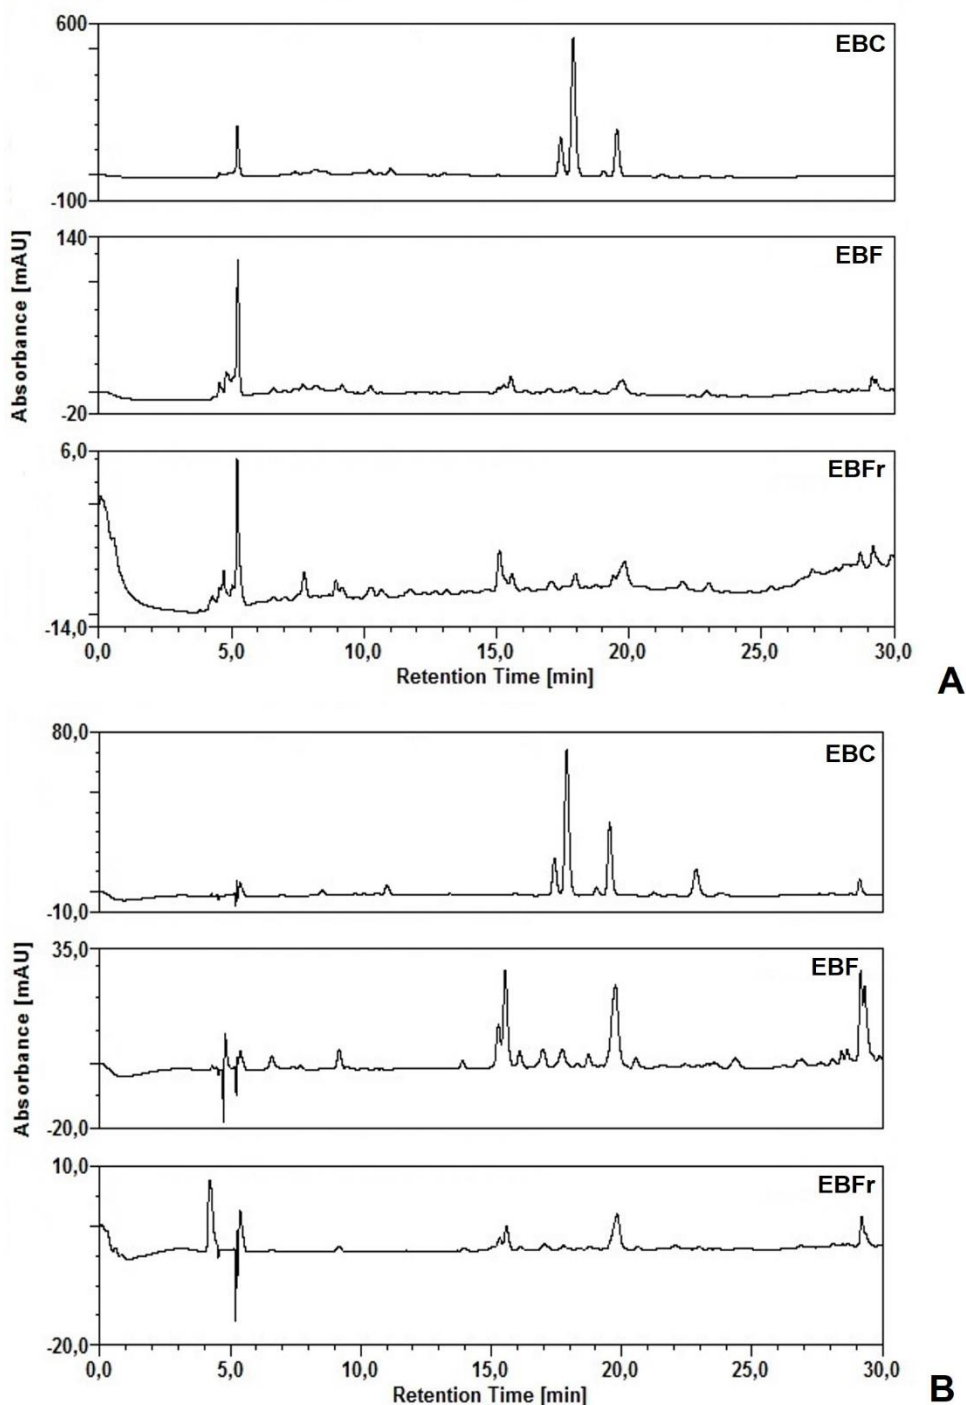 600
EBC
-100
140
EBF
-20
Absorbance [mAU]
6,0
EBFr
-14,0
0,0 5,0 10,0 15,0 20,0 25,0 30,0
Retention Time [min]
A
80,0
EBC
-10,0
35,0
EBF
-20,0
Absorbance [mAU]
10,0
EBFr
-20,0
0,0 5,0 10,0 15,0 20,0 25,0 30,0
Retention Time [min]
B